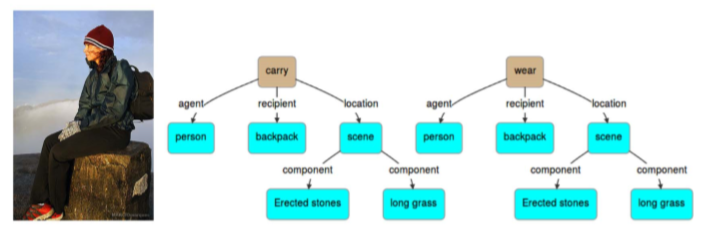 carry
wear
agent
recipient
location
agent
recipient
location
person
backpack
scene
person
backpack
scene
component
component
component
component
Erected stones
long grass
Erected stones
long grass